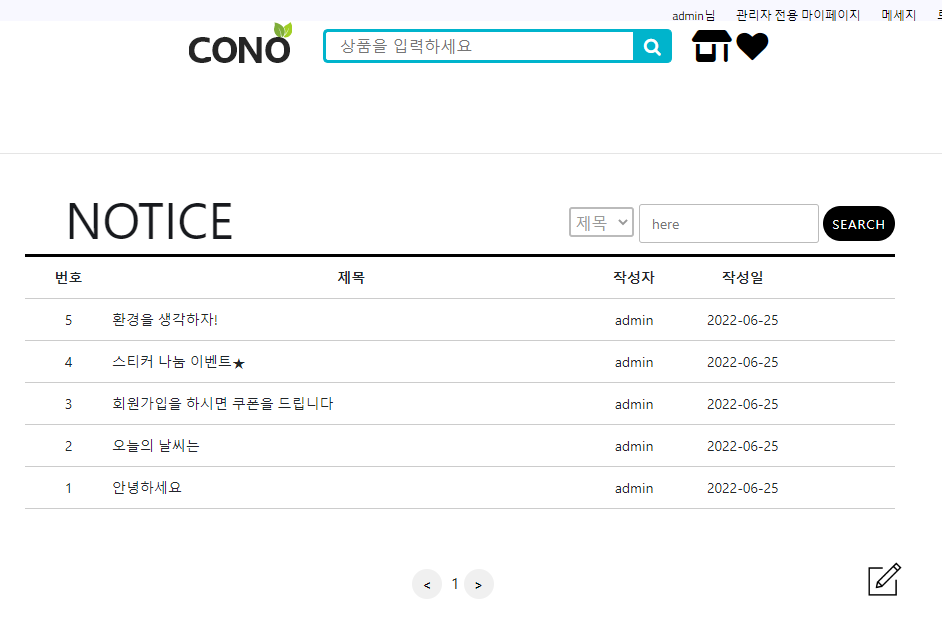 admin님 관리자 전용 마이페이지 메세지
CONO 상품을 입력하세요
NOTICE 제목 here SEARCH
번호 제목 작성자 작성일
5 환경을 생각하자! admin 2022-06-25
4 스티커 나눔 이벤트★ admin 2022-06-25
3 회원가입을 하시면 쿠폰을 드립니다 admin 2022-06-25
2 오늘의 날씨는 admin 2022-06-25
1 안녕하세요 admin 2022-06-25
< 1 >